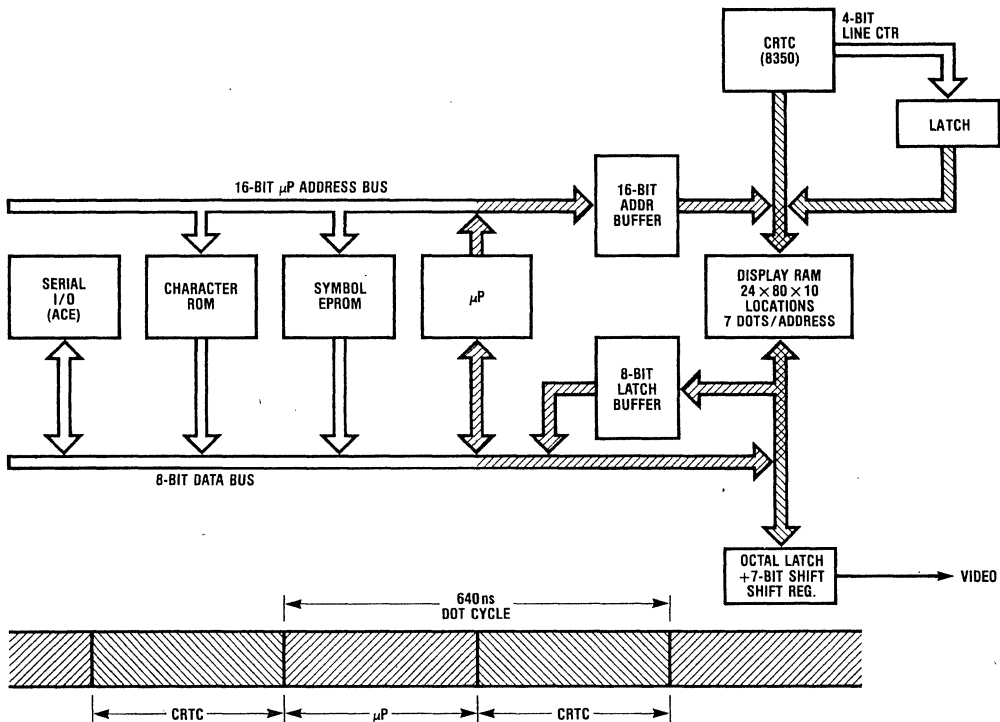 CRTC
(8350)
4-BIT
LINE CTR
LATCH
16-BIT µP ADDRESS BUS
16-BIT
ADDR
BUFFER
SERIAL
I/O
(ACE)
CHARACTER
ROM
SYMBOL
EPROM
µP
DISPLAY RAM
24 × 80 × 10
LOCATIONS
7 DOTS/ADDRESS
8-BIT
LATCH
BUFFER
8-BIT DATA BUS
OCTAL LATCH
+7-BIT SHIFT
SHIFT REG.
VIDEO
640ns
DOT CYCLE
CRTC
µP
CRTC